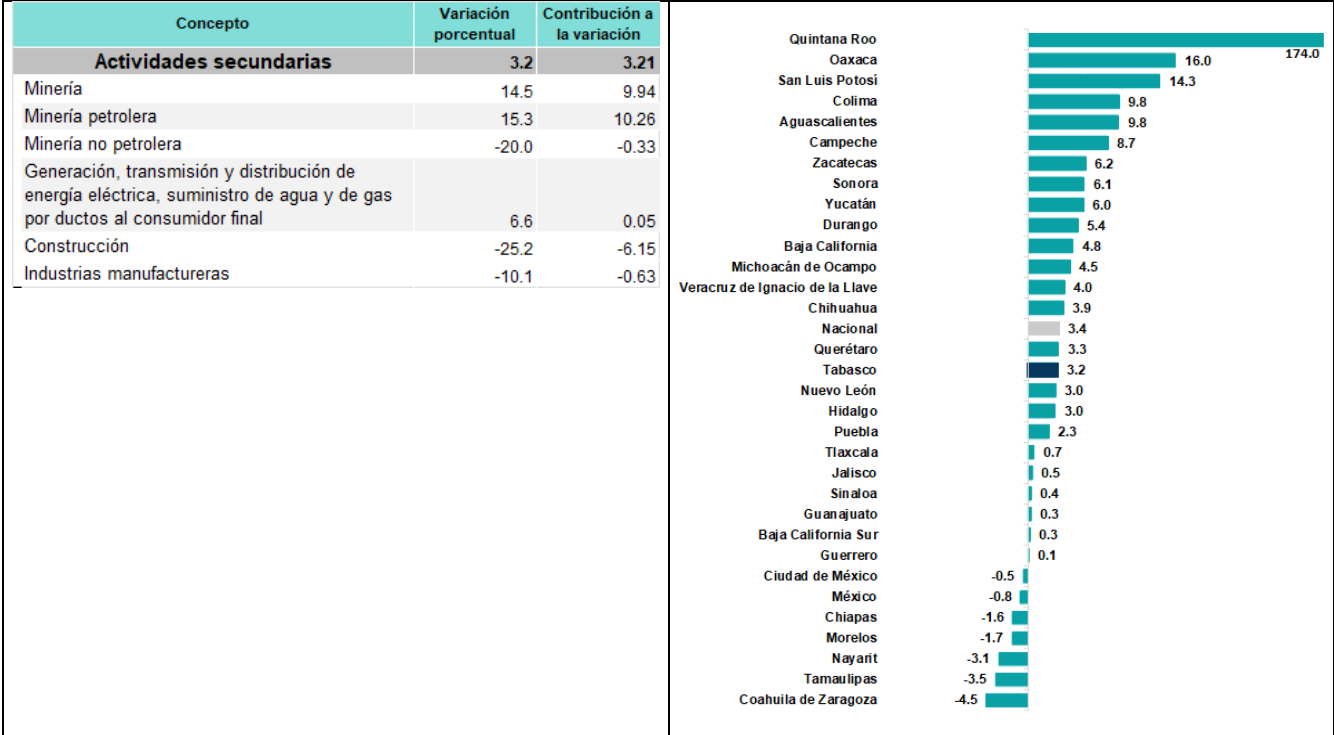 Concepto
Variación
porcentual
Contribución a
la variación
Actividades secundarias 3.2 3.21
Minería 14.5 9.94
Minería petrolera 15.3 10.26
Minería no petrolera -20.0 -0.33
Generación, transmisión y distribución de
energía eléctrica, suministro de agua y de gas
por ductos al consumidor final 6.6 0.05
Construcción -25.2 -6.15
Industrias manufactureras -10.1 -0.63
Quintana Roo 174.0
Oaxaca 16.0
San Luis Potosí 14.3
Colima 9.8
Aguascalientes 9.8
Campeche 8.7
Zacatecas 6.2
Sonora 6.1
Yucatán 6.0
Durango 5.4
Baja California 4.8
Michoacán de Ocampo 4.5
Veracruz de Ignacio de la Llave 4.0
Chihuahua 3.9
Nacional 3.4
Querétaro 3.3
Tabasco 3.2
Nuevo León 3.0
Hidalgo 3.0
Puebla 2.3
Tlaxcala 0.7
Jalisco 0.5
Sinaloa 0.4
Guanajuato 0.3
Baja California Sur 0.3
Guerrero 0.1
Ciudad de México -0.5
México -0.8
Chiapas -1.6
Morelos -1.7
Nayarit -3.1
Tamaulipas -3.5
Coahuila de Zaragoza -4.5